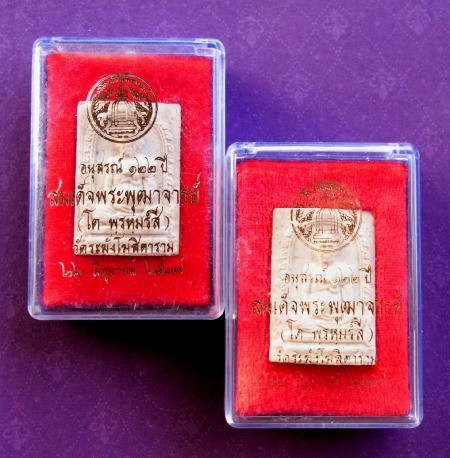 อนุสรณ์ ๑๒๒ ปี
สมเด็จพระพุฒาจารย์
(โต พรหมรังสี)
วัดระฆังโฆสิตาราม
๒๒ มิถุนายน ๒๕๓๗
อนุสรณ์ ๑๒๒ ปี
สมเด็จพระพุฒาจารย์
(โต พรหมรังสี)
วัดระฆังโฆสิตาราม